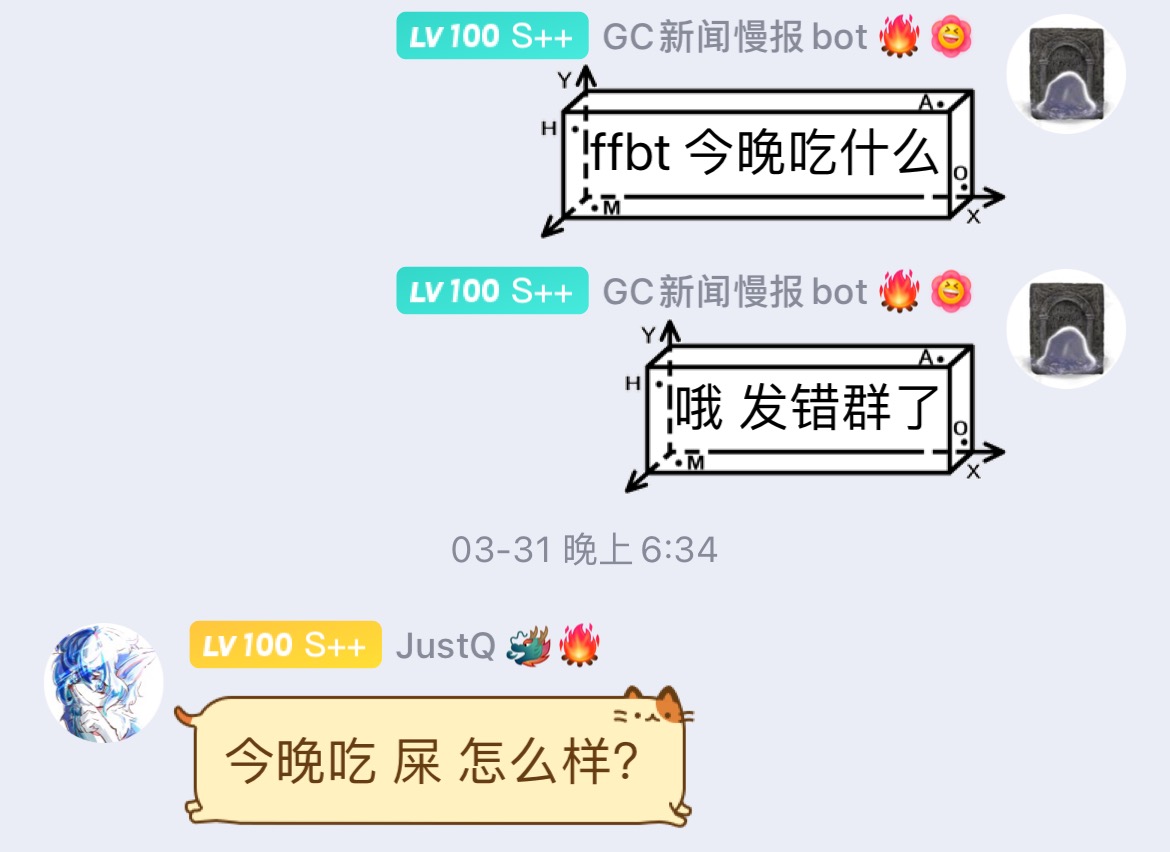 LV 100 S++ GC新闻慢报 bot 🔥
Y
A
H
ffbt 今晚吃什么
O
M
X
LV 100 S++ GC新闻慢报 bot 🔥
Y
A
H
哦 发错群了
O
M
X
03-31 晚上 6:34
LV 100 S++ JustQ 🐲🔥
今晚吃 屎 怎么样?